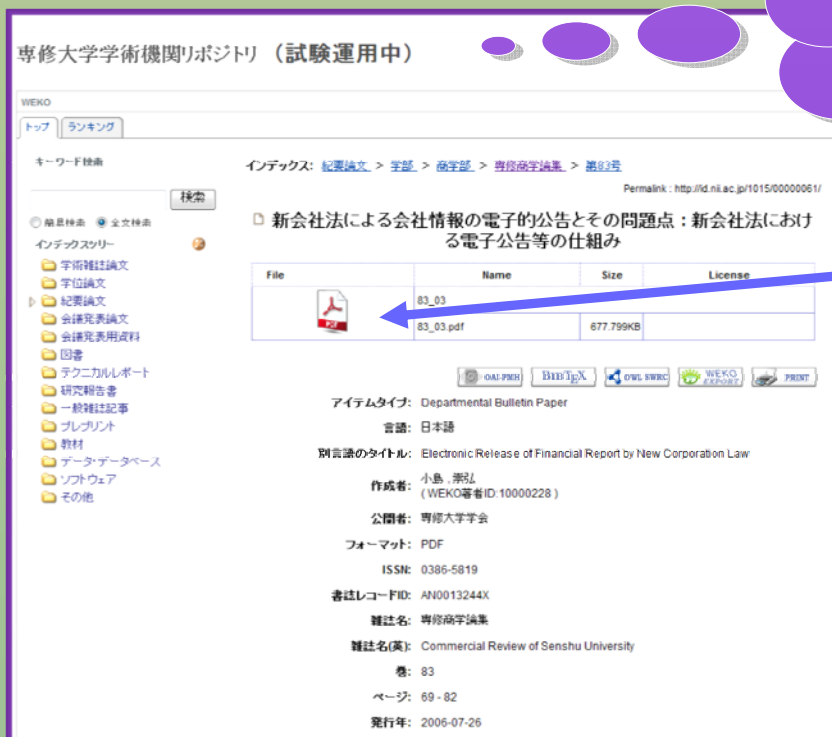 専修大学学術機関リポジトリ (試験運用中)
WEKO
トップ ランキング
キーワード検索
検索
簡易検索 全文検索
インデックスツリー
学術雑誌論文
学位論文
紀要論文
会議発表論文
会議発表用資料
図書
テクニカルレポート
研究報告書
一般雑誌記事
プレプリント
教材
データ・データベース
ソフトウェア
その他
インデックス: 紀要論文 > 学部 > 商学部 > 専修商学論集 > 第83号
Permalink : http://id.nii.ac.jp/1015/00000061/
新会社法による会社情報の電子的公告とその問題点:新会社法におけ
る電子公告等の仕組み
File Name Size License
83_03
PDF
83_03.pdf 677.799KB
OAI-PMH BIBTEX OWL SWRC WEKO EXPORT PRINT
アイテムタイプ: Departmental Bulletin Paper
言語: 日本語
別言語のタイトル: Electronic Release of Financial Report by New Corporation Law
作成者: 小島, 崇弘
(WEKO著者ID:10000228)
公開者: 専修大学学会
フォーマット: PDF
ISSN: 0386-5819
書誌レコードID: AN0013244X
雑誌名: 専修商学論集
雑誌名(英): Commercial Review of Senshu University
巻: 83
ページ: 69 - 82
発行年: 2006-07-26